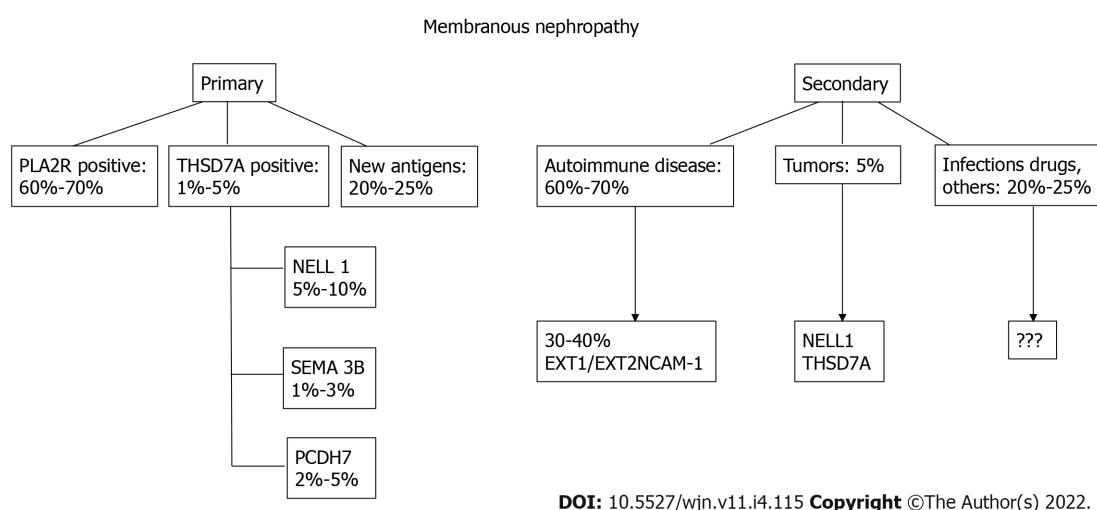 Membranous nephropathy
Primary
Secondary
PLA2R positive:
60%-70%
THSD7A positive:
1%-5%
New antigens:
20%-25%
Autoimmune disease:
60%-70%
Tumors: 5%
Infections drugs,
others: 20%-25%
NELL 1
5%-10%
SEMA 3B
1%-3%
PCDH7
2%-5%
30-40%
EXT1/EXT2NCAM-1
NELL1
THSD7A
???
DOI: 10.5527/wjn.v11.i4.115 Copyright ©The Author(s) 2022.